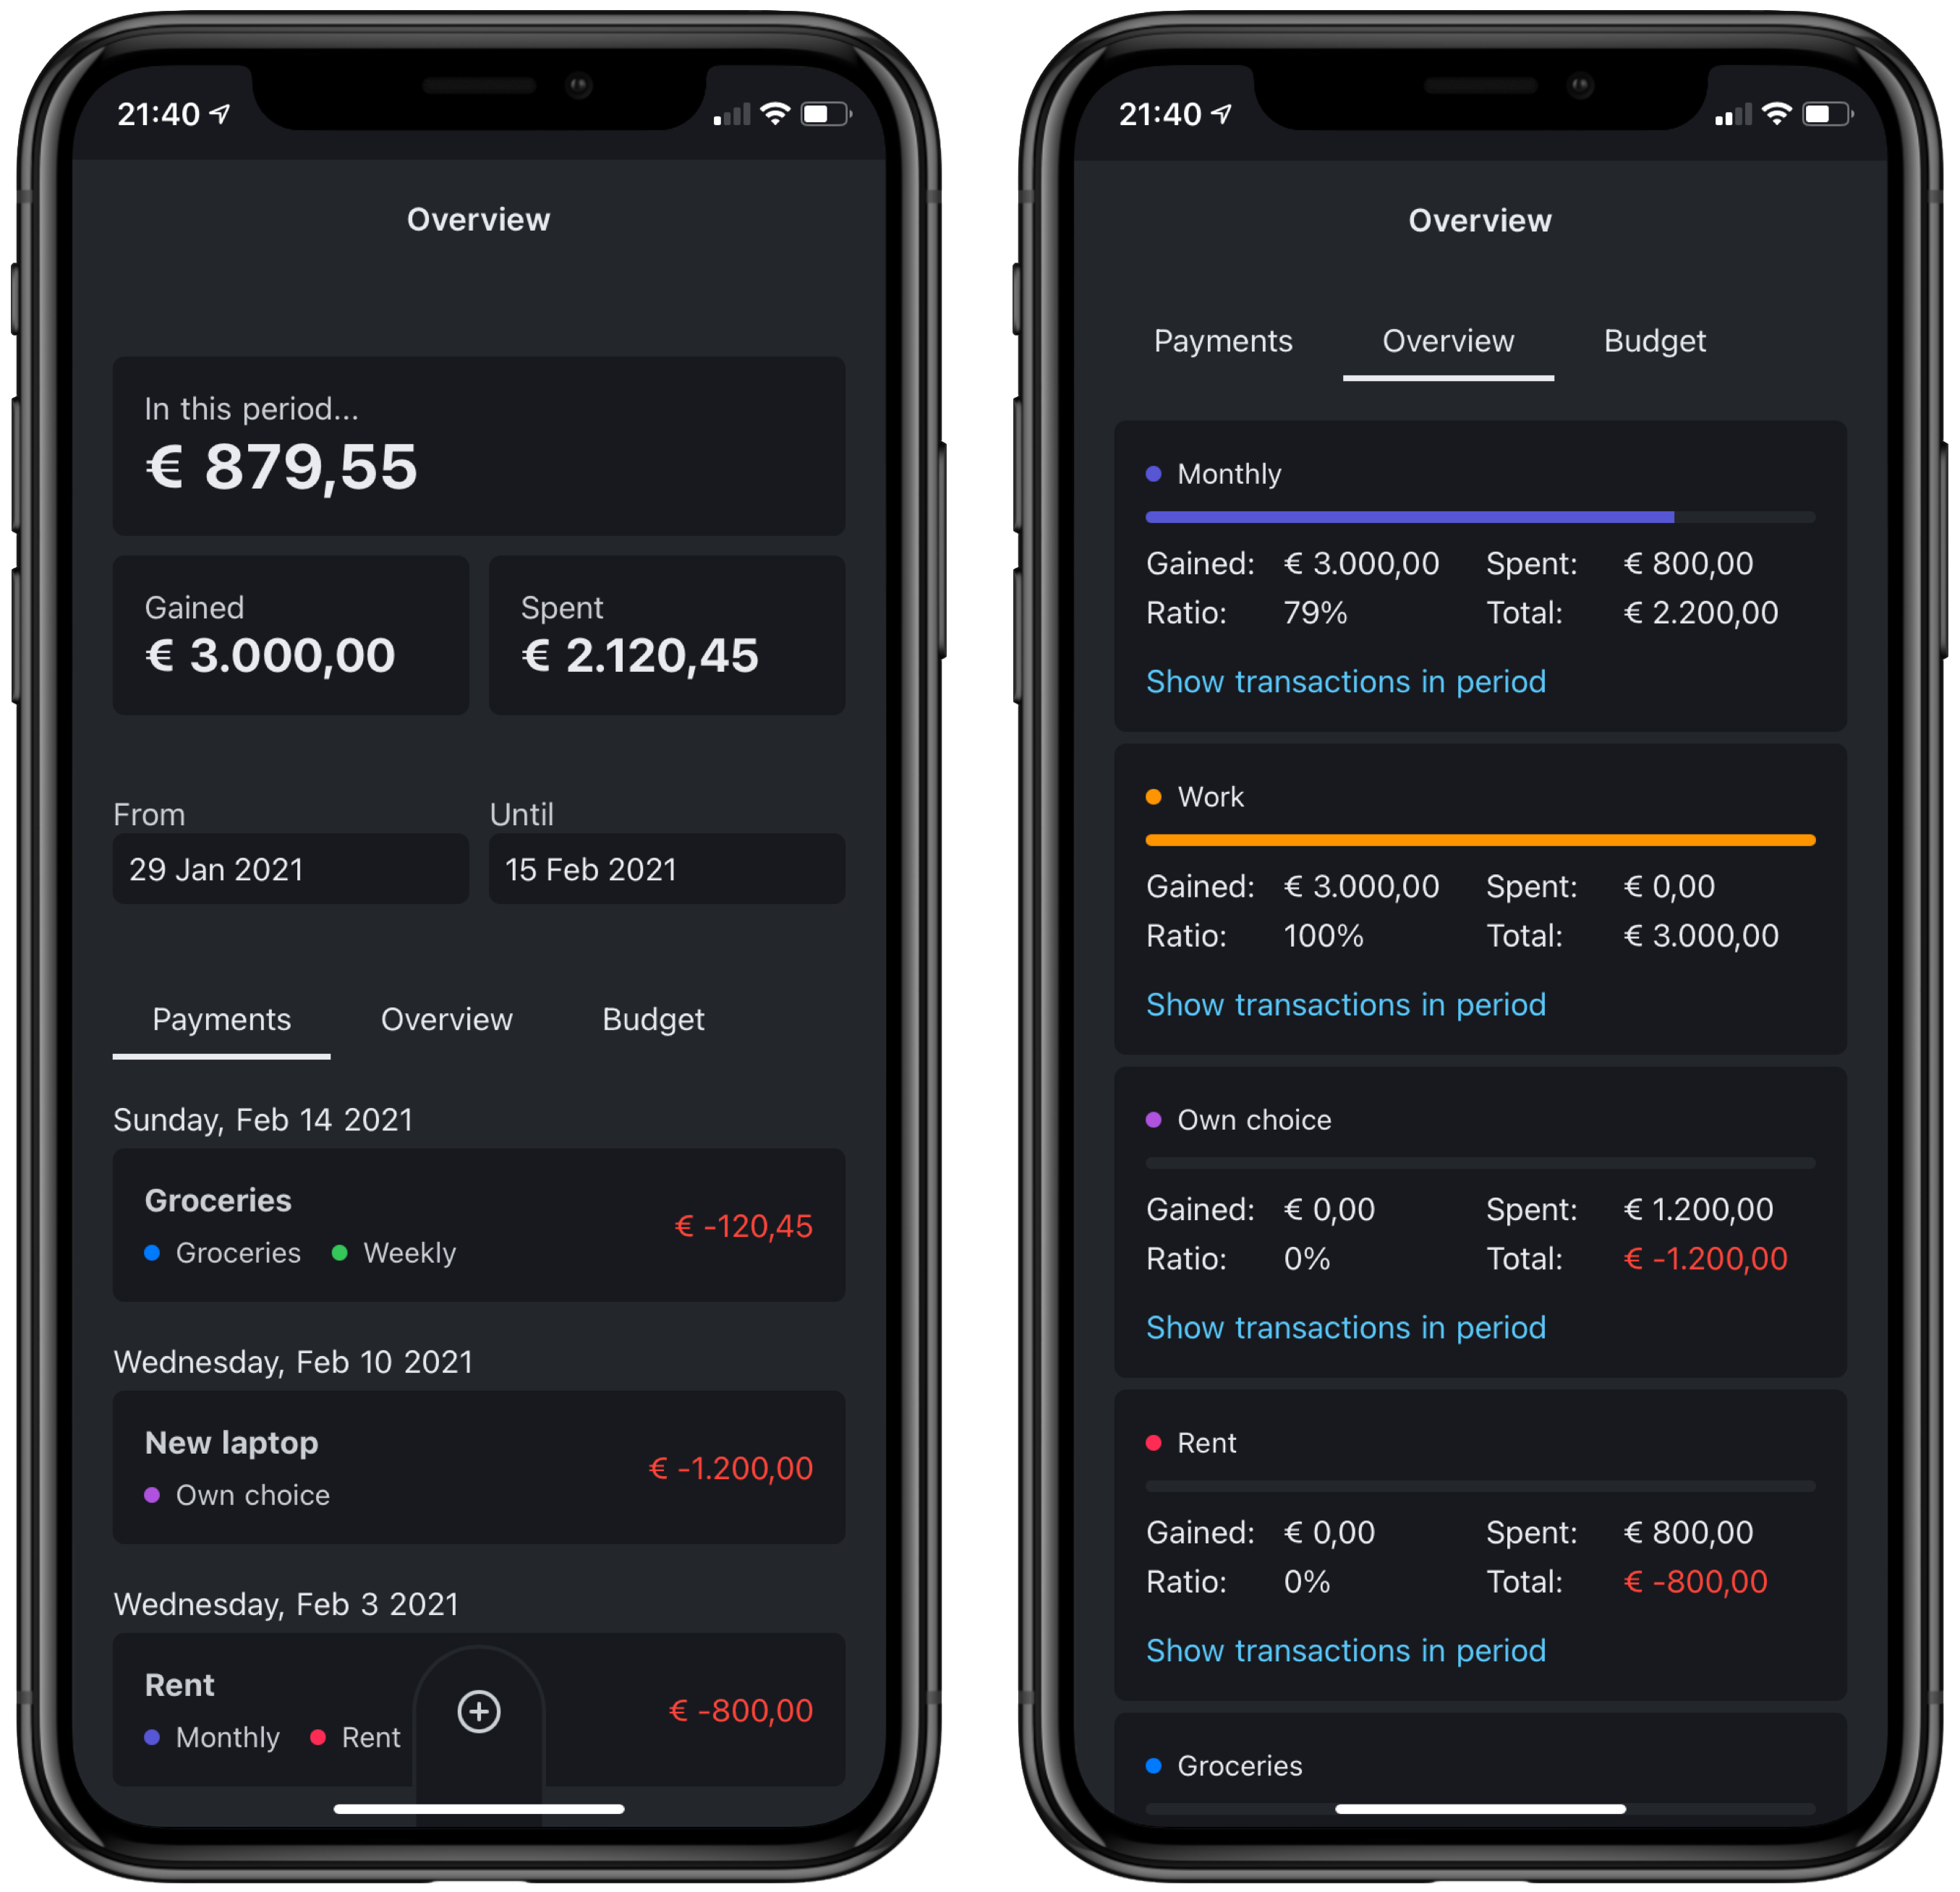 21:40
Overview
In this period...
€ 879,55
Gained
€ 3.000,00
Spent
€ 2.120,45
From
29 Jan 2021
Until
15 Feb 2021
Payments Overview Budget
Sunday, Feb 14 2021
Groceries
€ -120,45
Groceries Weekly
Wednesday, Feb 10 2021
New laptop
€ -1.200,00
Own choice
Wednesday, Feb 3 2021
Rent
€ -800,00
Monthly Rent
21:40
Overview
Payments Overview Budget
Monthly
Gained: € 3.000,00 Spent: € 800,00
Ratio: 79% Total: € 2.200,00
Show transactions in period
Work
Gained: € 3.000,00 Spent: € 0,00
Ratio: 100% Total: € 3.000,00
Show transactions in period
Own choice
Gained: € 0,00 Spent: € 1.200,00
Ratio: 0% Total: € -1.200,00
Show transactions in period
Rent
Gained: € 0,00 Spent: € 800,00
Ratio: 0% Total: € -800,00
Show transactions in period
Groceries